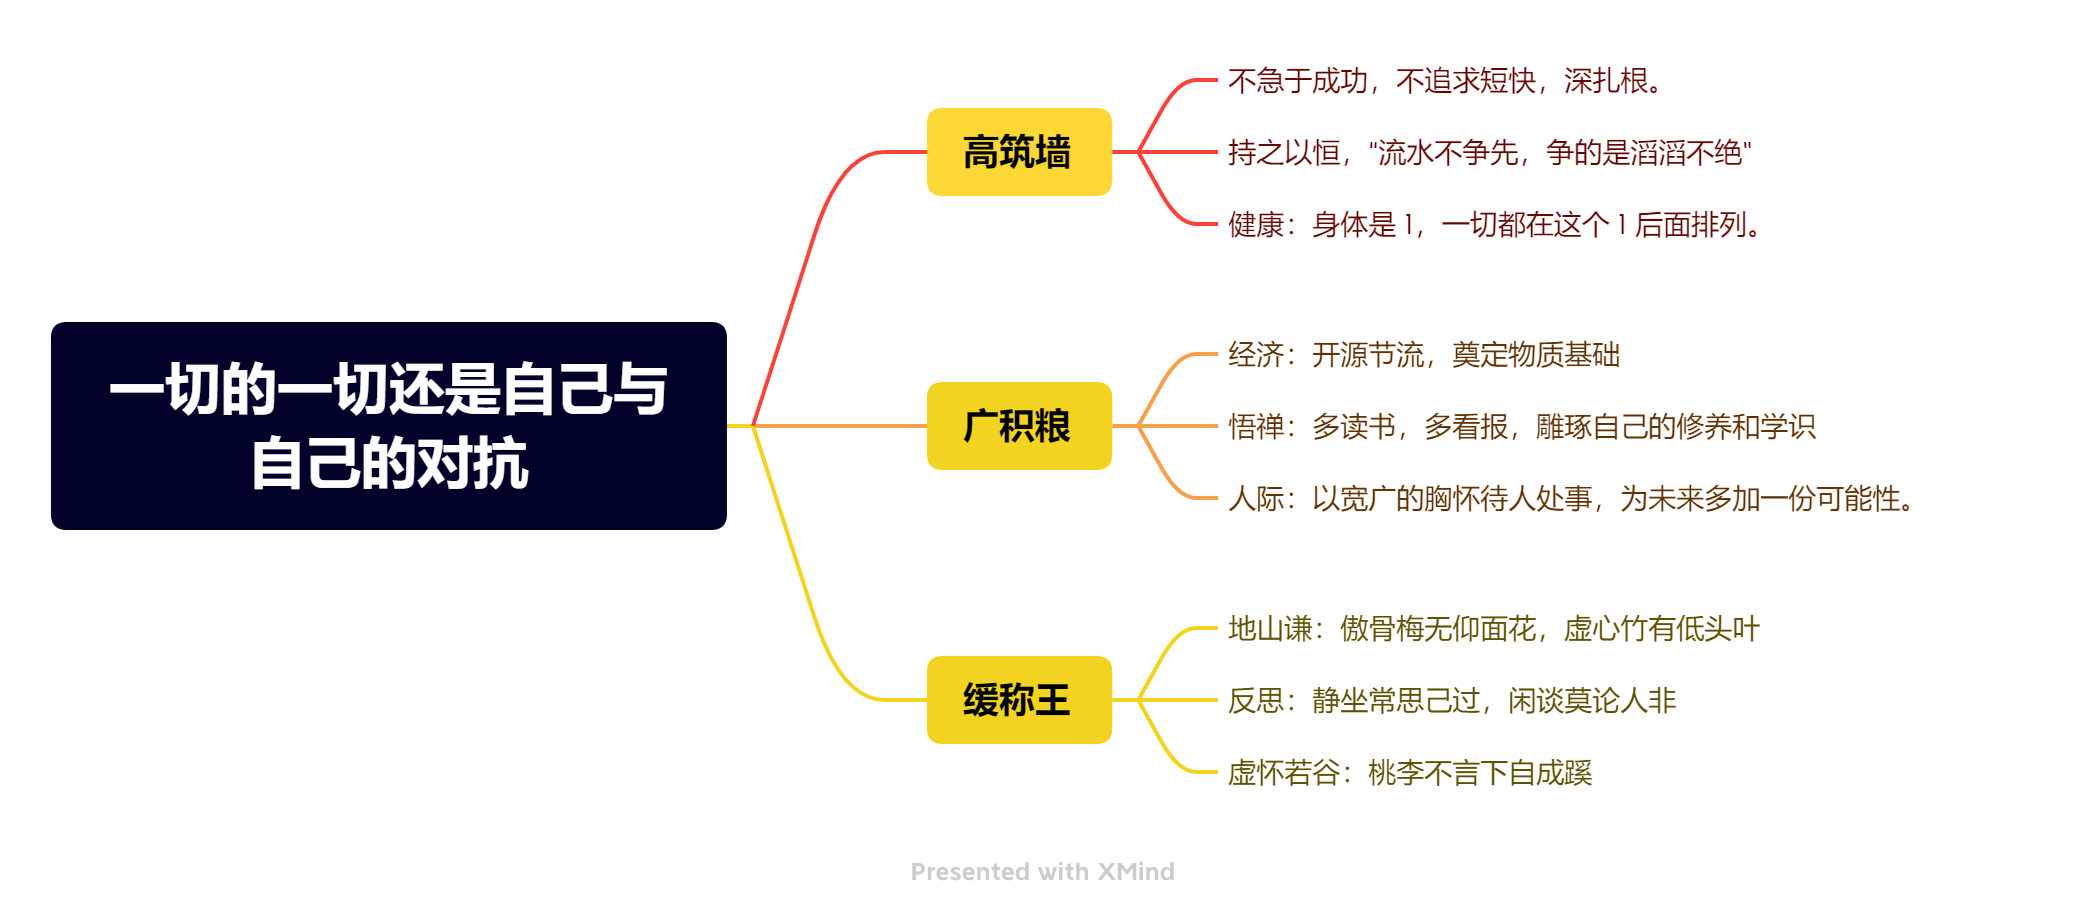 一切的一切还是自己与
自己的对抗
高筑墙
不急于成功，不追求短快，深扎根。
持之以恒，"流水不争先，争的是滔滔不绝"
健康：身体是 1，一切都在这个 1 后面排列。
广积粮
经济：开源节流，奠定物质基础
悟禅：多读书，多看报，雕琢自己的修养和学识
人际：以宽广的胸怀待人处事，为未来多加一份可能性。
缓称王
地山谦：傲骨梅无仰面花，虚心竹有低头叶
反思：静坐常思己过，闲谈莫论人非
虚怀若谷：桃李不言下自成蹊
Presented with XMind